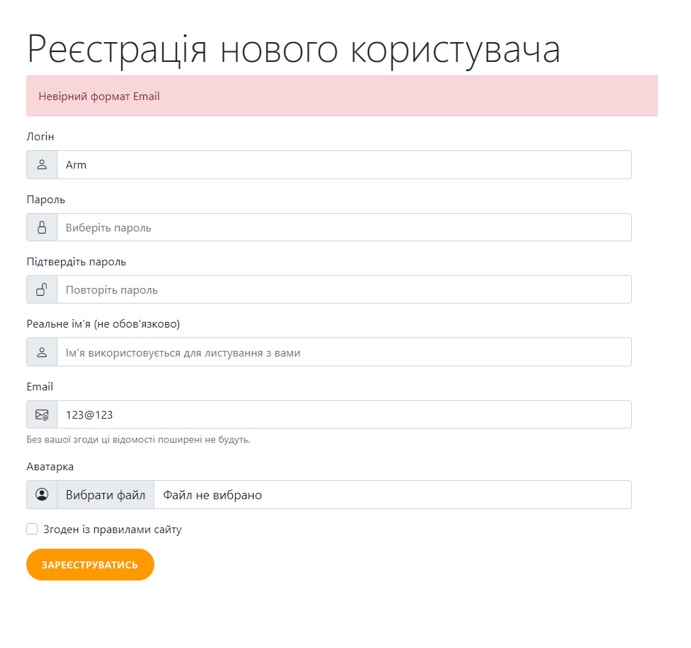 Реєстрація нового користувача
Невірний формат Email
Логін
Arm
Пароль
Виберіть пароль
Підтвердіть пароль
Повторіть пароль
Реальне ім'я (не обов'язково)
Ім'я використовується для листування з вами
Email
123@123
Без вашої згоди ці відомості поширені не будуть.
Аватарка
Вибрати файл Файл не вибрано
Згоден із правилами сайту
ЗАРЕЄСТРУВАТИСЬ